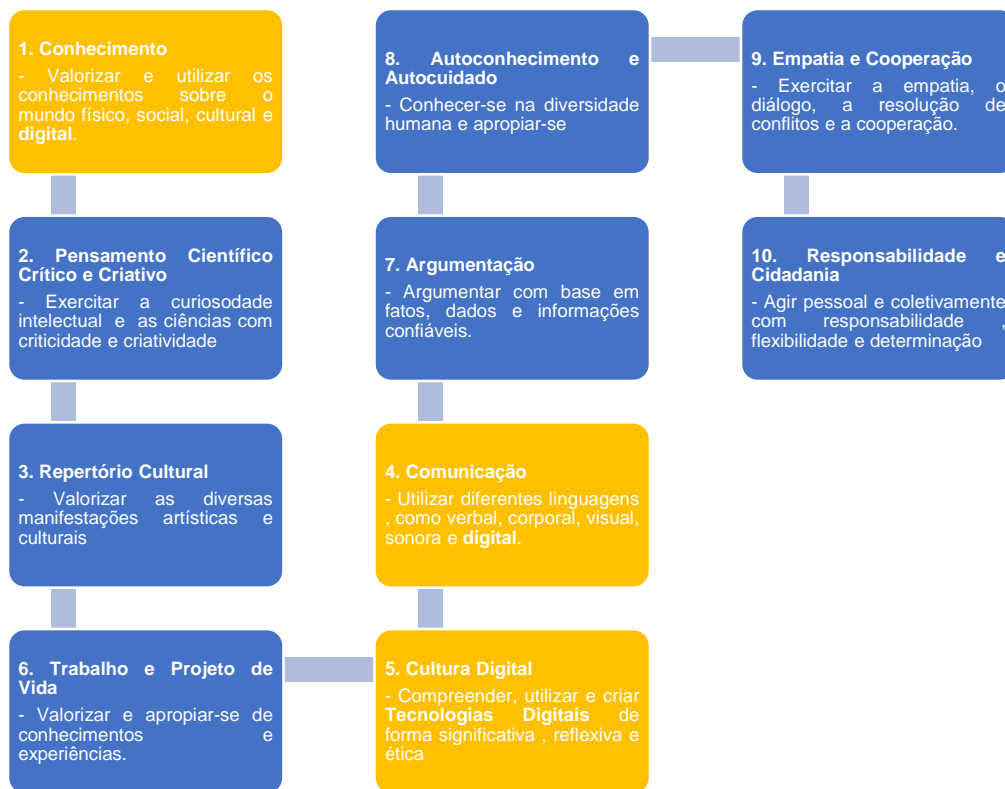 1. Conhecimento
- Valorizar e utilizar os
conhecimentos sobre o
mundo físico, social, cultural e
digital.
2. Pensamento Científico
Crítico e Criativo
- Exercitar a curiosodade
intelectual e as ciências com
criticidade e criatividade
3. Repertório Cultural
- Valorizar as diversas
manifestações artísticas e
culturais
6. Trabalho e Projeto de
Vida
- Valorizar e apropiar-se de
conhecimentos e
experiências.
5. Cultura Digital
- Compreender, utilizar e criar
Tecnologias Digitais de
forma significativa , reflexiva e
ética
4. Comunicação
- Utilizar diferentes linguagens
, como verbal, corporal, visual,
sonora e digital.
7. Argumentação
- Argumentar com base em
fatos, dados e informações
confiáveis.
8. Autoconhecimento e
Autocuidado
- Conhecer-se na diversidade
humana e apropiar-se
9. Empatia e Cooperação
- Exercitar a empatia, o
diálogo, a resolução de
conflitos e a cooperação.
10. Responsabilidade e
Cidadania
- Agir pessoal e coletivamente
com responsabilidade ,
flexibilidade e determinação